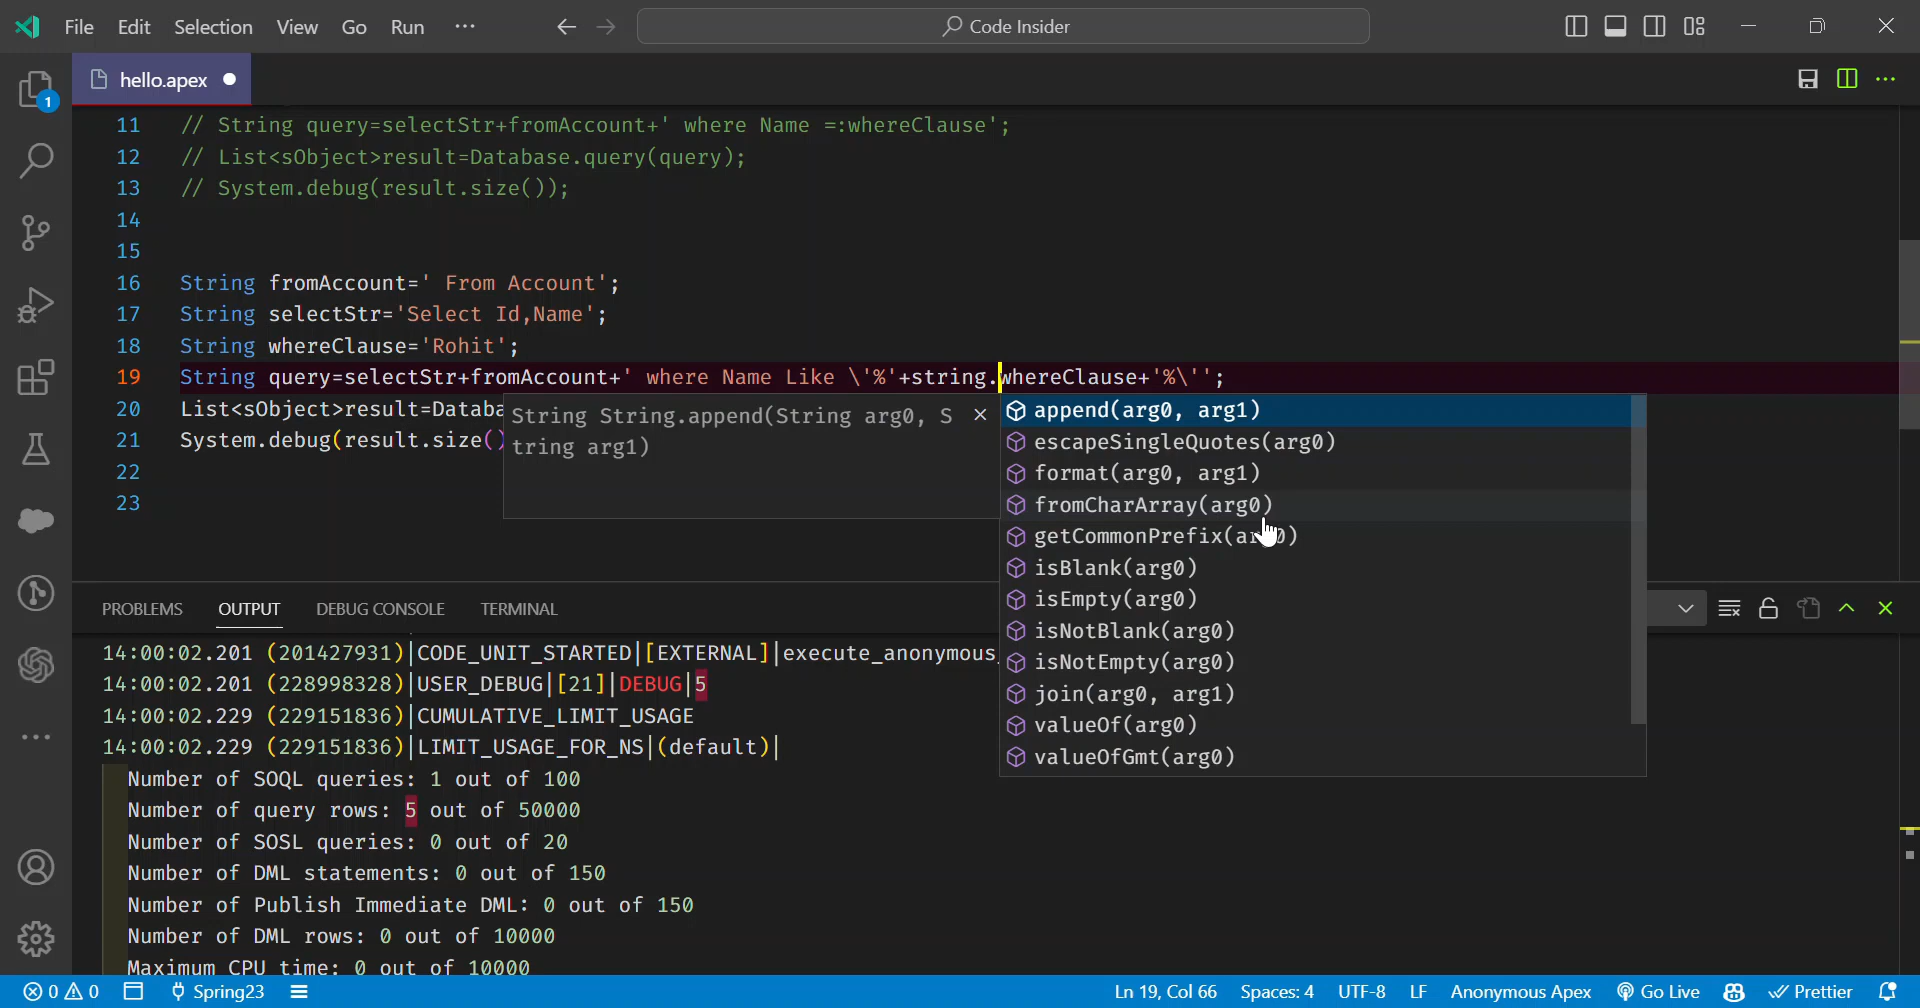 File Edit Selection View Go Run ···
Code Insider
hello.apex
1
11 // String query=selectStr+fromAccount+' where Name =:whereClause';
12 // List<sObject>result=Database.query(query);
13 // System.debug(result.size());
14
15
16 String fromAccount=' From Account';
17 String selectStr='Select Id,Name';
18 String whereClause='Rohit';
19 String query=selectStr+fromAccount+' where Name Like \'%'+string.whereClause+'%\'';
20 List<sObject>result=Databa
21 System.debug(result.size()
22
23
String String.append(String arg0, S
tring arg1)
append(arg0, arg1)
escapeSingleQuotes(arg0)
format(arg0, arg1)
fromCharArray(arg0)
getCommonPrefix(arg0)
isBlank(arg0)
isEmpty(arg0)
isNotBlank(arg0)
isNotEmpty(arg0)
join(arg0, arg1)
valueOf(arg0)
valueOfGmt(arg0)
PROBLEMS OUTPUT DEBUG CONSOLE TERMINAL
14:00:02.201 (201427931)|CODE_UNIT_STARTED|[EXTERNAL]|execute_anonymous_
14:00:02.201 (228998328)|USER_DEBUG|[21]|DEBUG|5
14:00:02.229 (229151836)|CUMULATIVE_LIMIT_USAGE
14:00:02.229 (229151836)|LIMIT_USAGE_FOR_NS|(default)|
Number of SOQL queries: 1 out of 100
Number of query rows: 5 out of 50000
Number of SOSL queries: 0 out of 20
Number of DML statements: 0 out of 150
Number of Publish Immediate DML: 0 out of 150
Number of DML rows: 0 out of 10000
Maximum CPU time: 0 out of 10000
0 0 Spring23 Ln 19, Col 66 Spaces: 4 UTF-8 LF Anonymous Apex Go Live Prettier